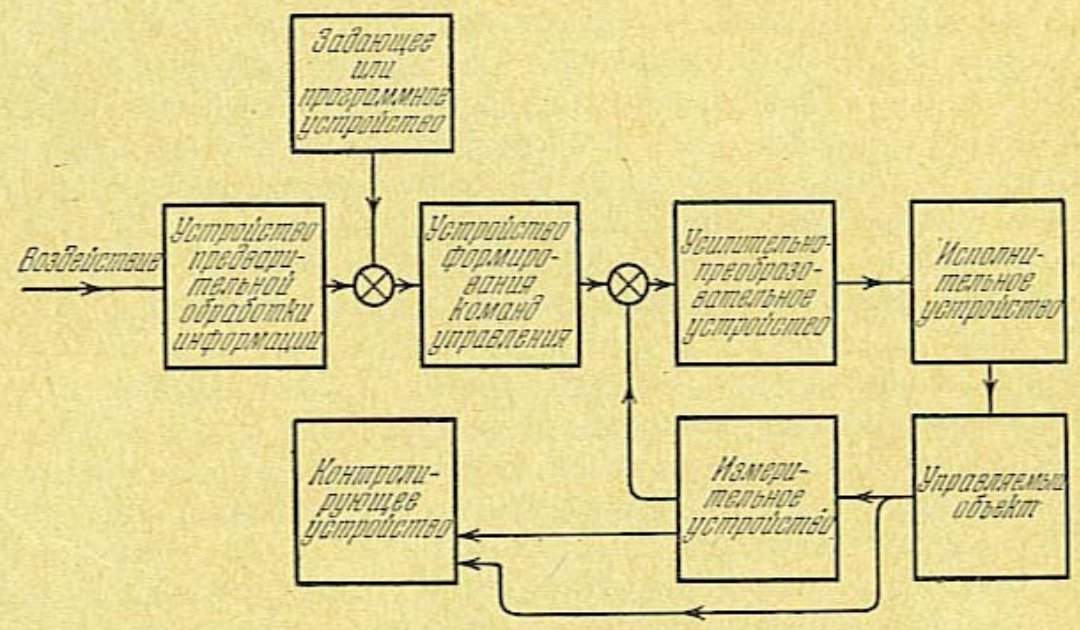 Задающее
или
программное
устройство
Воздействие
Устройство
предвари-
тельной
обработки
информации
Устройство
формиро-
вания
команд
управления
Усилительно-
преобразо-
вательное
устройство
Исполни-
тельное
устройство
Контроли-
рующее
устройство
Измери-
тельное
устройство
Управляемый
объект